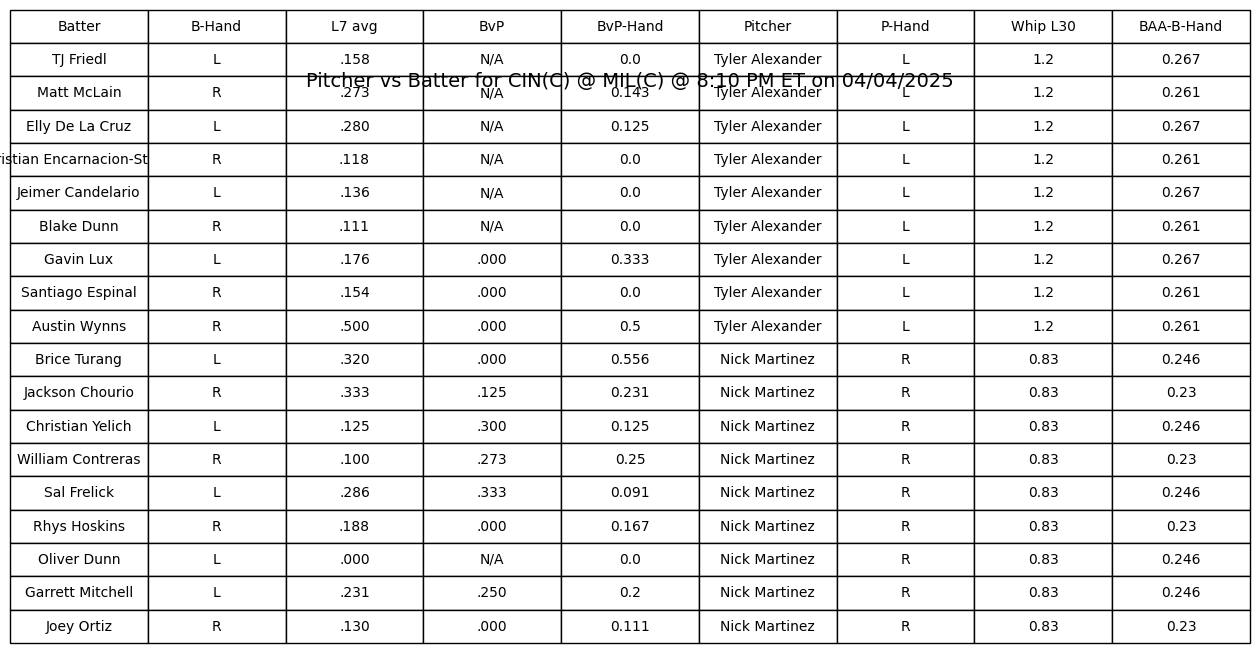 Batter B-Hand L7 avg BvP BvP-Hand Pitcher P-Hand Whip L30 BAA-B-Hand
TJ Friedl L .158 N/A 0.0 Tyler Alexander L 1.2 0.267
Pitcher vs Batter for CIN(C) @ MIL(C) @ 8:10 PM ET on 04/04/2025
Matt McLain R .273 N/A 0.143 Tyler Alexander L 1.2 0.261
Elly De La Cruz L .280 N/A 0.125 Tyler Alexander L 1.2 0.267
ristian Encarnacion-St R .118 N/A 0.0 Tyler Alexander L 1.2 0.261
Jeimer Candelario L .136 N/A 0.0 Tyler Alexander L 1.2 0.267
Blake Dunn R .111 N/A 0.0 Tyler Alexander L 1.2 0.261
Gavin Lux L .176 .000 0.333 Tyler Alexander L 1.2 0.267
Santiago Espinal R .154 .000 0.0 Tyler Alexander L 1.2 0.261
Austin Wynns R .500 .000 0.5 Tyler Alexander L 1.2 0.261
Brice Turang L .320 .000 0.556 Nick Martinez R 0.83 0.246
Jackson Chourio R .333 .125 0.231 Nick Martinez R 0.83 0.23
Christian Yelich L .125 .300 0.125 Nick Martinez R 0.83 0.246
William Contreras R .100 .273 0.25 Nick Martinez R 0.83 0.23
Sal Frelick L .286 .333 0.091 Nick Martinez R 0.83 0.246
Rhys Hoskins R .188 .000 0.167 Nick Martinez R 0.83 0.23
Oliver Dunn L .000 N/A 0.0 Nick Martinez R 0.83 0.246
Garrett Mitchell L .231 .250 0.2 Nick Martinez R 0.83 0.246
Joey Ortiz R .130 .000 0.111 Nick Martinez R 0.83 0.23